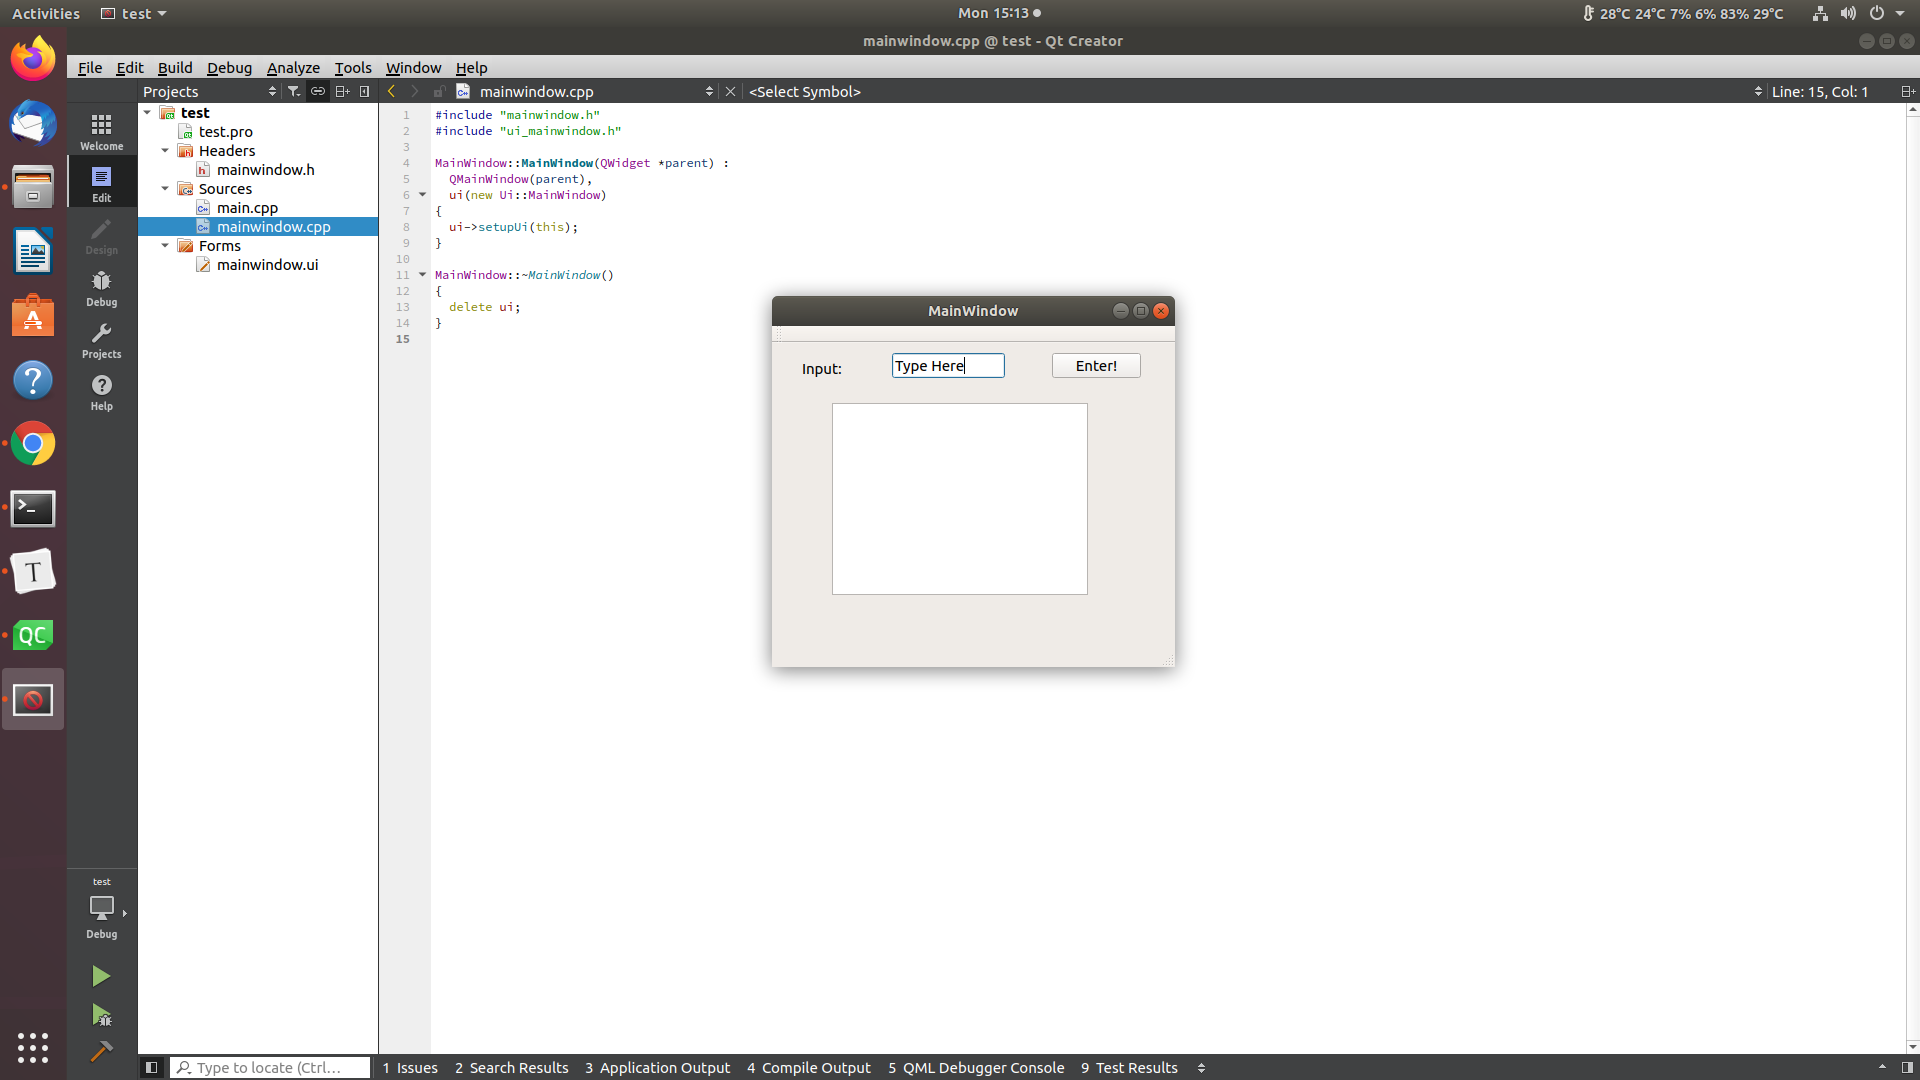 Activities test Mon 15:13 28°C 24°C 7% 6% 83% 29°C
mainwindow.cpp @ test - Qt Creator
File Edit Build Debug Analyze Tools Window Help
Projects mainwindow.cpp <Select Symbol> Line: 15, Col: 1
Welcome
Edit
Design
Debug
Projects
Help
test
test.pro
Headers
mainwindow.h
Sources
main.cpp
mainwindow.cpp
Forms
mainwindow.ui
1 #include "mainwindow.h"
2 #include "ui_mainwindow.h"
3
4 MainWindow::MainWindow(QWidget *parent) :
5 QMainWindow(parent),
6 ui(new Ui::MainWindow)
7 {
8 ui->setupUi(this);
9 }
10
11 MainWindow::~MainWindow()
12 {
13 delete ui;
14 }
15
MainWindow
Input: Type Here Enter!
T
QC
test
Debug
Type to locate (Ctrl... 1 Issues 2 Search Results 3 Application Output 4 Compile Output 5 QML Debugger Console 9 Test Results